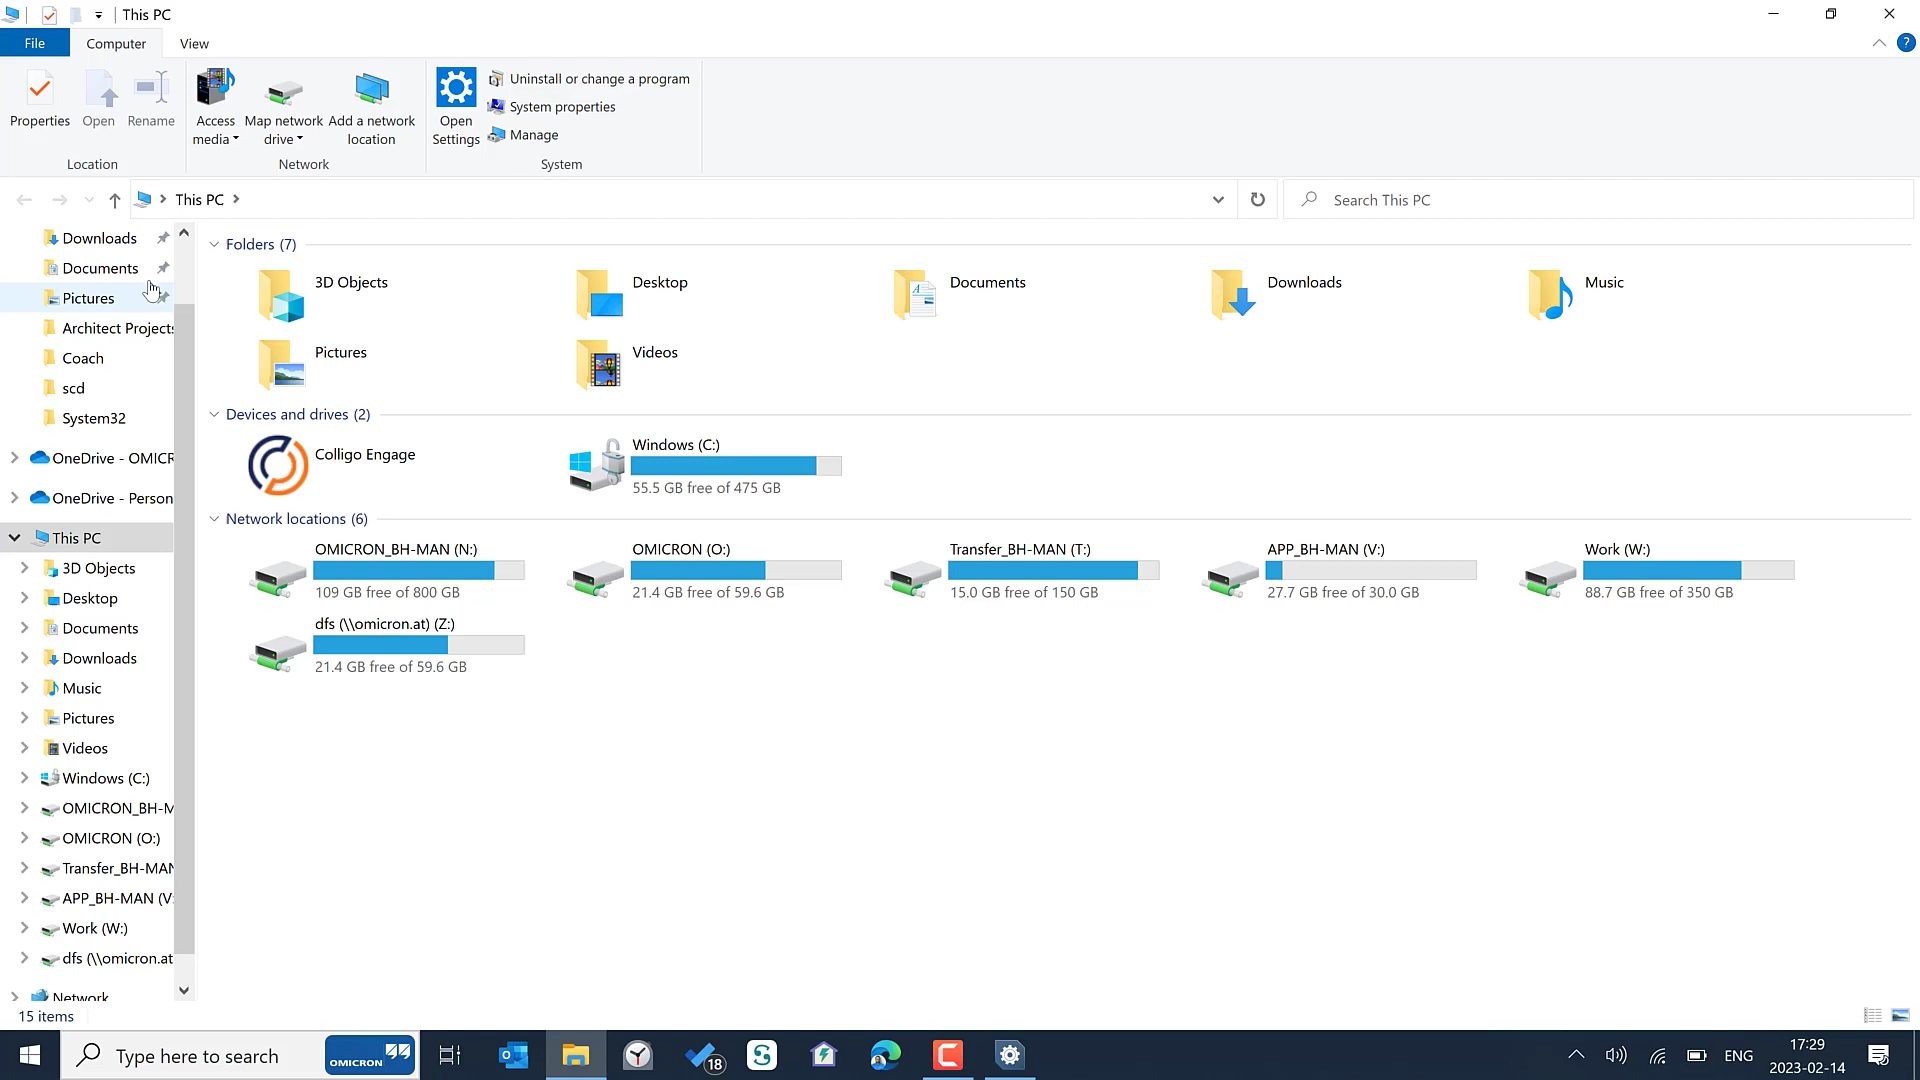 This PC
File
Computer
View
?
Properties
Open
Rename
Access media
Map network drive
Add a network location
Open Settings
Uninstall or change a program
System properties
Manage
Location
Network
System
This PC
Search This PC
Downloads
Documents
Pictures
Architect Projects
Coach
scd
System32
OneDrive - OMICR
OneDrive - Person
This PC
3D Objects
Desktop
Documents
Downloads
Music
Pictures
Videos
Windows (C:)
OMICRON_BH-M
OMICRON (O:)
Transfer_BH-MAN
APP_BH-MAN (V:
Work (W:)
dfs (\\omicron.at
Network
Folders (7)
3D Objects
Desktop
Documents
Downloads
Music
Pictures
Videos
Devices and drives (2)
Colligo Engage
Windows (C:)
55.5 GB free of 475 GB
Network locations (6)
OMICRON_BH-MAN (N:)
109 GB free of 800 GB
OMICRON (O:)
21.4 GB free of 59.6 GB
Transfer_BH-MAN (T:)
15.0 GB free of 150 GB
APP_BH-MAN (V:)
27.7 GB free of 30.0 GB
Work (W:)
88.7 GB free of 350 GB
dfs (\\omicron.at) (Z:)
21.4 GB free of 59.6 GB
15 items
Type here to search
OMICRON
18
ENG
17:29
2023-02-14